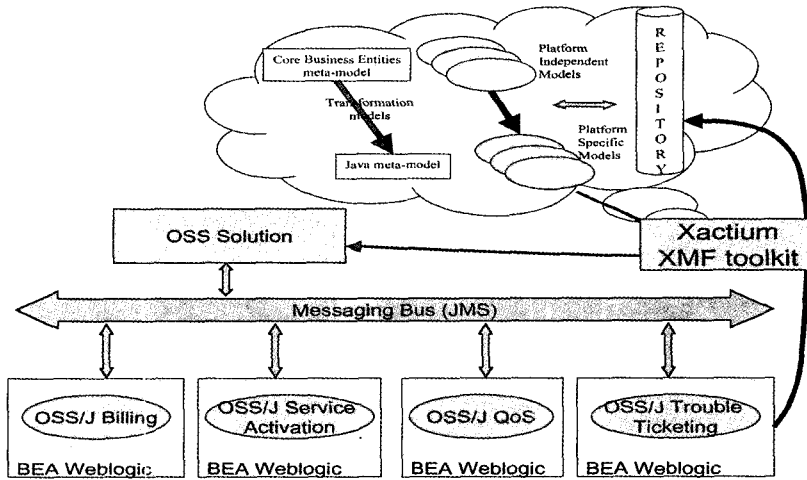 Core Business Entities
meta-model
Transformation
models
Java meta-model
Platform
Independent
Models
Platform
Specific
Models
REPOSITORY
OSS Solution
Xactium
XMF toolkit
Messaging Bus (JMS)
OSS/J Billing
BEA Weblogic
OSS/J Service
Activation
BEA Weblogic
OSS/J QoS
BEA Weblogic
OSS/J Trouble
Ticketing
BEA Weblogic